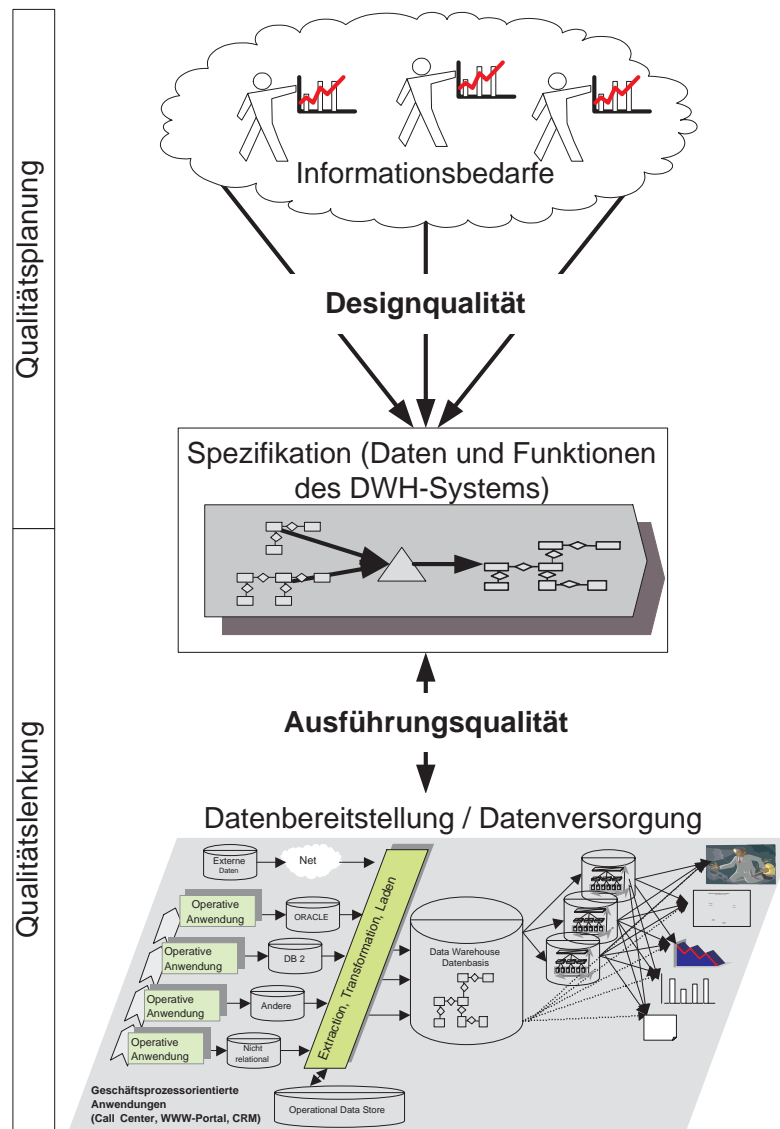 Qualitätsplanung
Informationsbedarfe
Designqualität
Spezifikation (Daten und Funktionen
des DWH-Systems)
Qualitätslenkung
Ausführungsqualität
Datenbereitstellung / Datenversorgung
Externe
Daten
Net
Operative
Anwendung
ORACLE
Operative
Anwendung
DB 2
Operative
Anwendung
Andere
Operative
Anwendung
Nicht
relational
Extraction, Transformation, Laden
Data Warehouse
Datenbasis
Geschäftsprozessorientierte
Anwendungen
(Call Center, WWW-Portal, CRM)
Operational Data Store